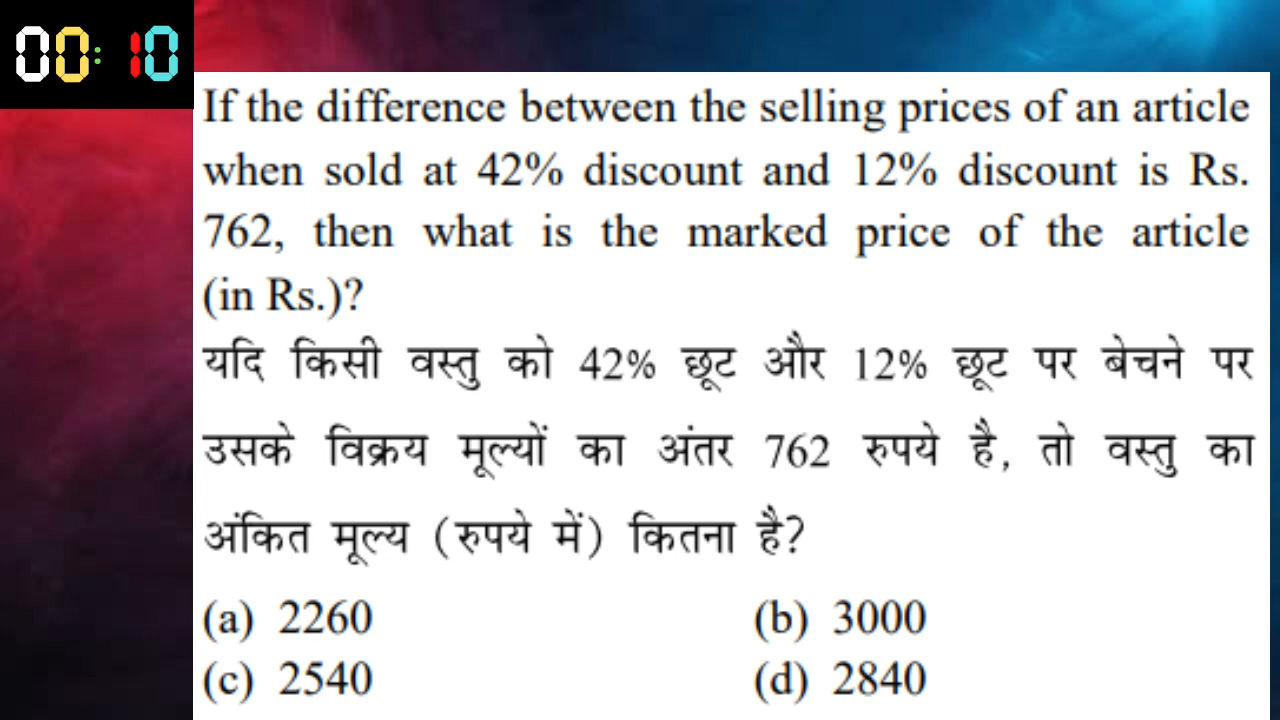 00:10
If the difference between the selling prices of an article
when sold at 42% discount and 12% discount is Rs.
762, then what is the marked price of the article
(in Rs.)?
यदि किसी वस्तु को 42% छूट और 12% छूट पर बेचने पर
उसके विक्रय मूल्यों का अंतर 762 रुपये है, तो वस्तु का
अंकित मूल्य (रुपये में) कितना है?
(a) 2260 (b) 3000
(c) 2540 (d) 2840